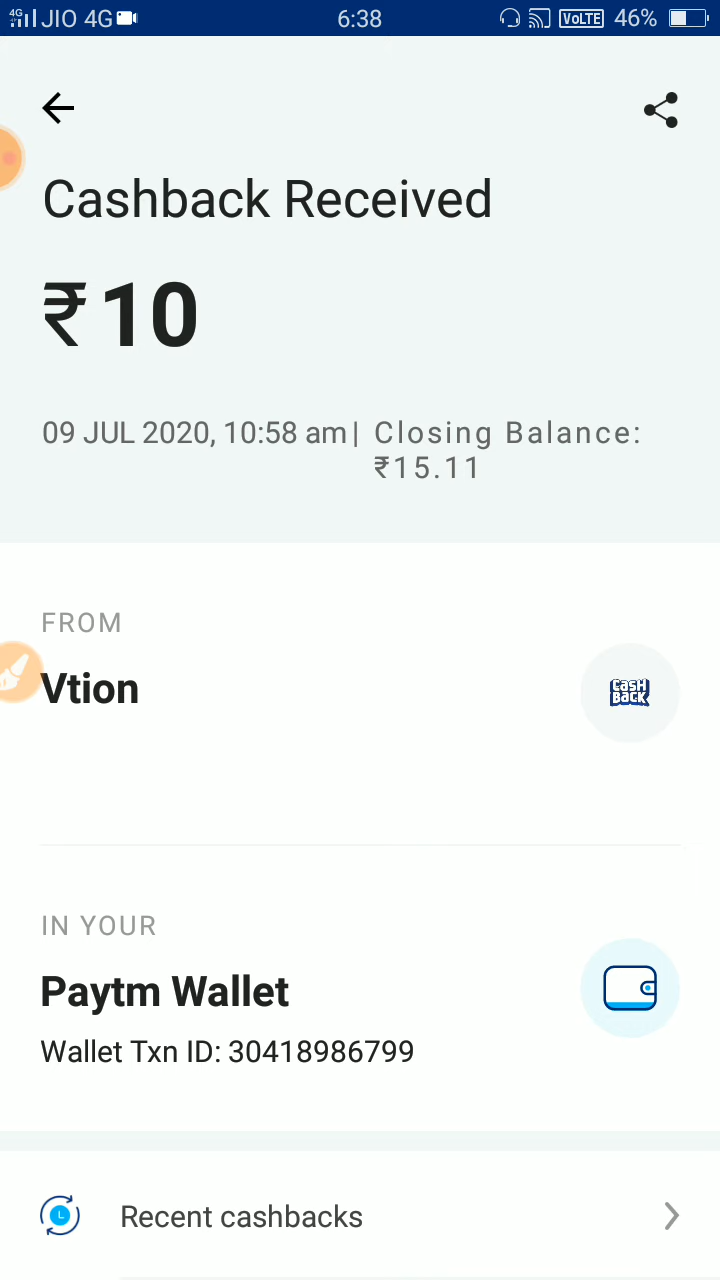 4G JIO 4G 6:38 VoLTE 46%
Cashback Received
₹10
09 JUL 2020, 10:58 am| Closing Balance:
₹15.11
FROM
Vtion
CASH
BACK
IN YOUR
Paytm Wallet
Wallet Txn ID: 30418986799
Recent cashbacks